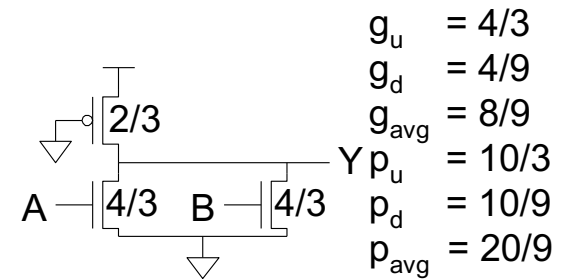 g_u = 4/3
g_d = 4/9
g_avg = 8/9
p_u = 10/3
p_d = 10/9
p_avg = 20/9
2/3
Y
A 4/3 B 4/3